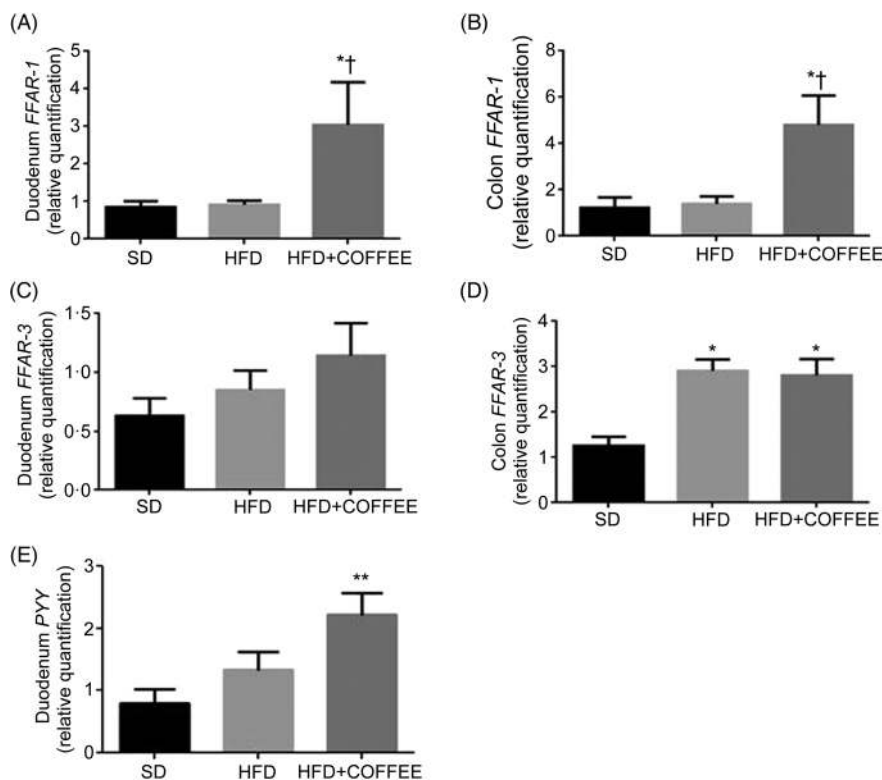 (A)
Duodenum FFAR-1
(relative quantification)
5
4
3
2
1
0
*†
SD
HFD
HFD+COFFEE
(B)
Colon FFAR-1
(relative quantification)
8
6
4
2
0
*†
SD
HFD
HFD+COFFEE
(C)
Duodenum FFAR-3
(relative quantification)
1·5
1·0
0·5
0·0
SD
HFD
HFD+COFFEE
(D)
Colon FFAR-3
(relative quantification)
4
3
2
1
0
*
*
SD
HFD
HFD+COFFEE
(E)
Duodenum PYY
(relative quantification)
3
2
1
0
**
SD
HFD
HFD+COFFEE